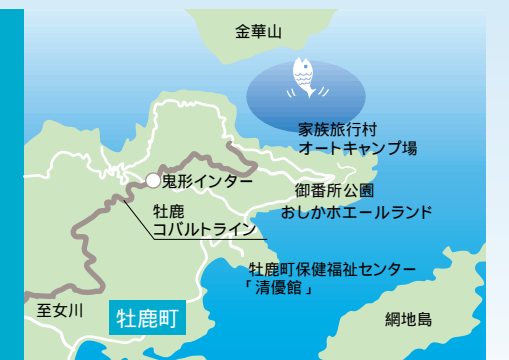 金華山
家族旅行村
オートキャンプ場
鬼形インター
御番所公園
牡鹿
コバルトライン
おしかホエールランド
牡鹿町保健福祉センター
「清優館」
至女川
牡鹿町
網地島